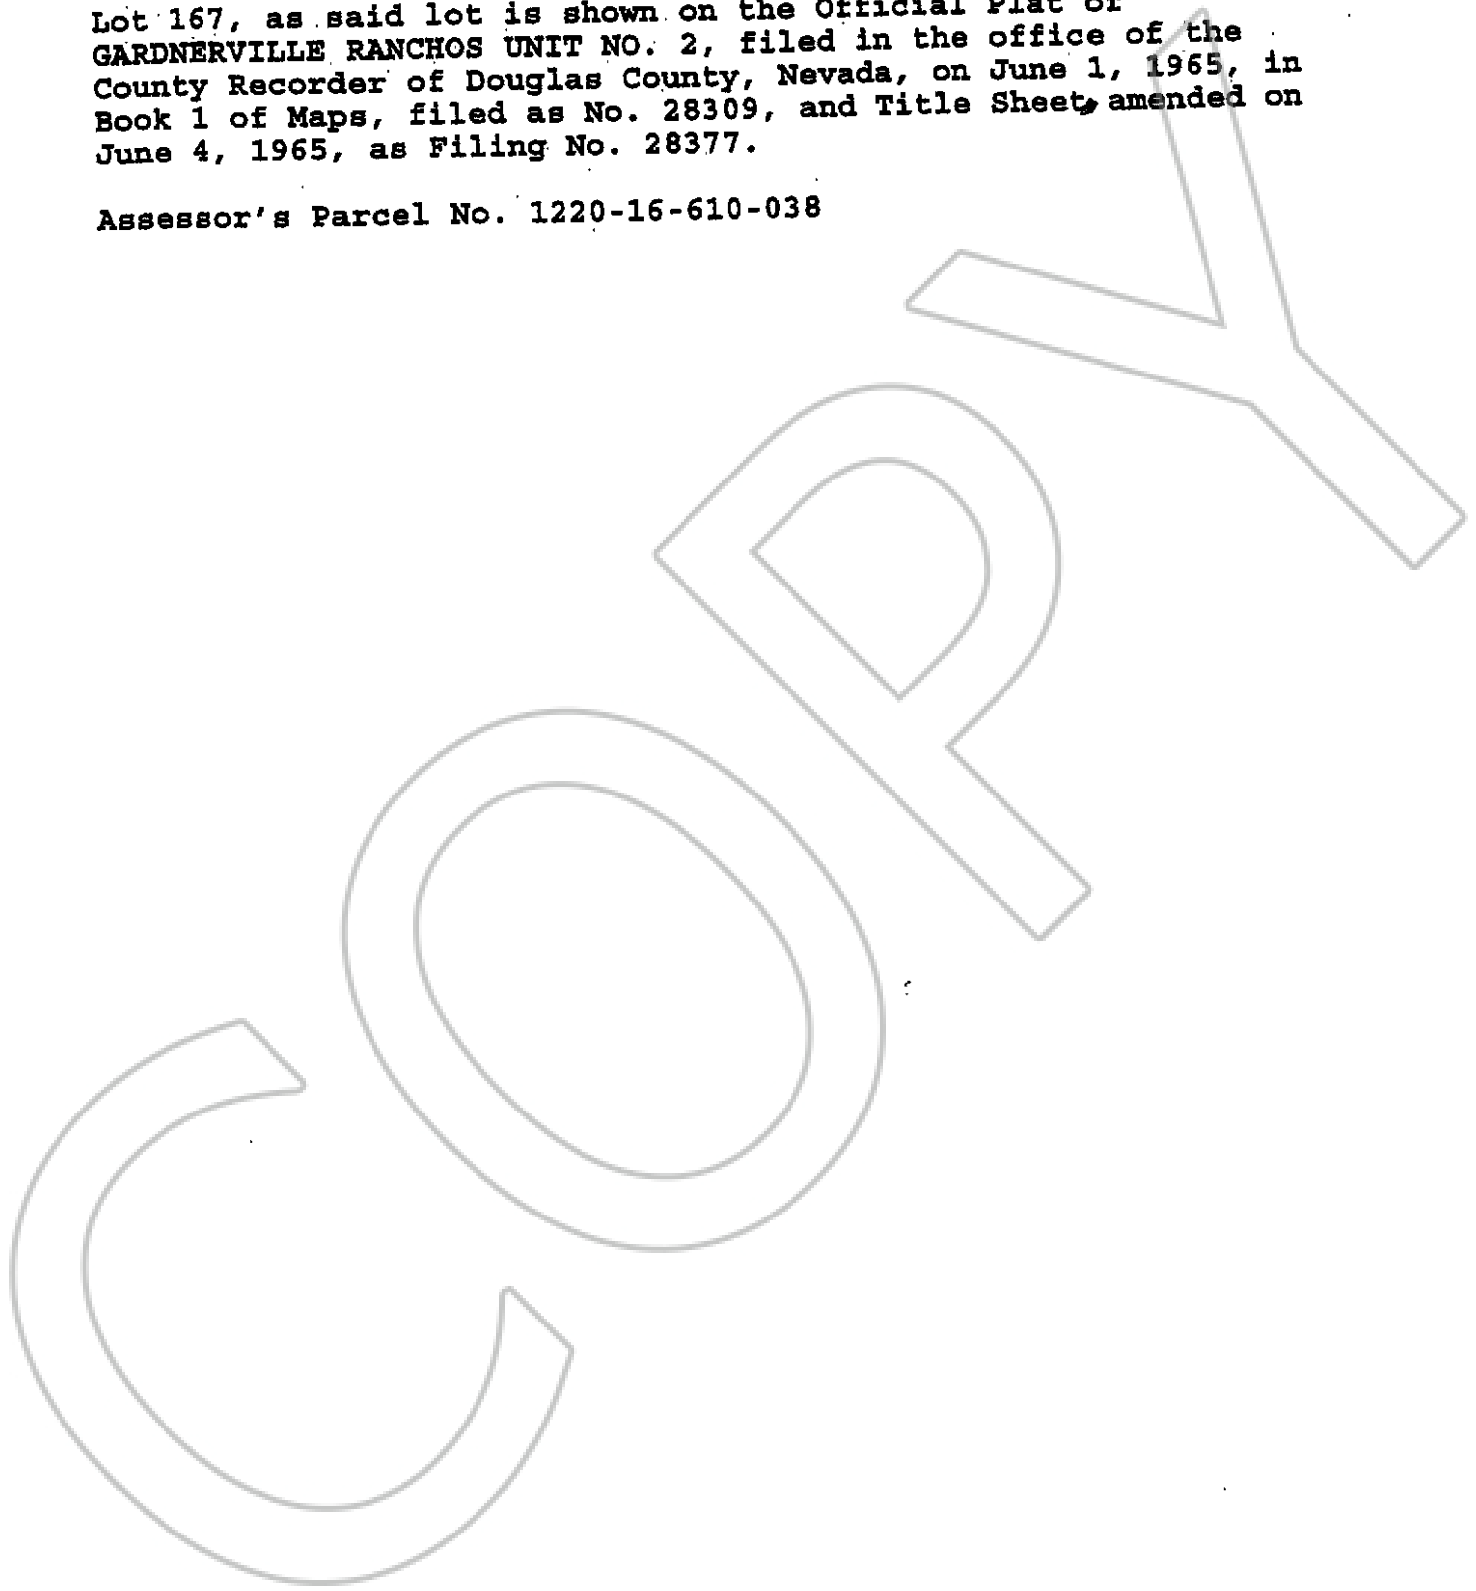 Lot 167, as said lot is shown on the Official Plat of
GARDNERVILLE RANCHOS UNIT NO. 2, filed in the office of the
County Recorder of Douglas County, Nevada, on June 1, 1965, in
Book 1 of Maps, filed as No. 28309, and Title Sheet amended on
June 4, 1965, as Filing No. 28377.
Assessor's Parcel No. 1220-16-610-038
COPY